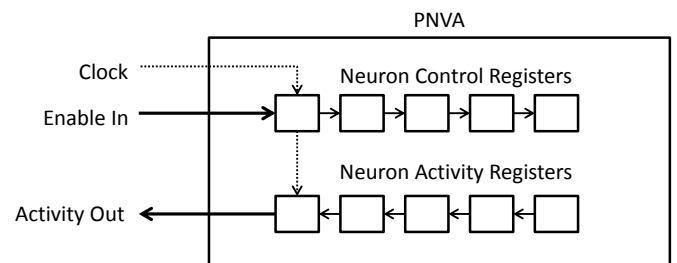 PNVA
Clock
Neuron Control Registers
Enable In
Neuron Activity Registers
Activity Out